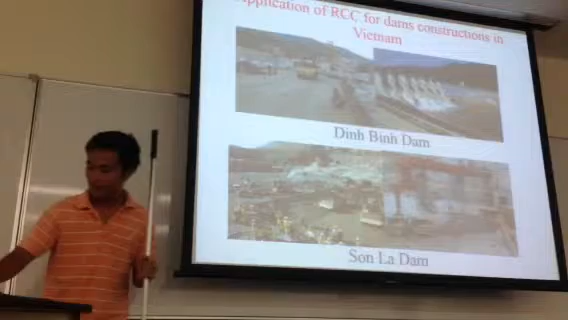 Application of RCC for dams constructions in
Vietnam
Dinh Binh Dam
Son La Dam